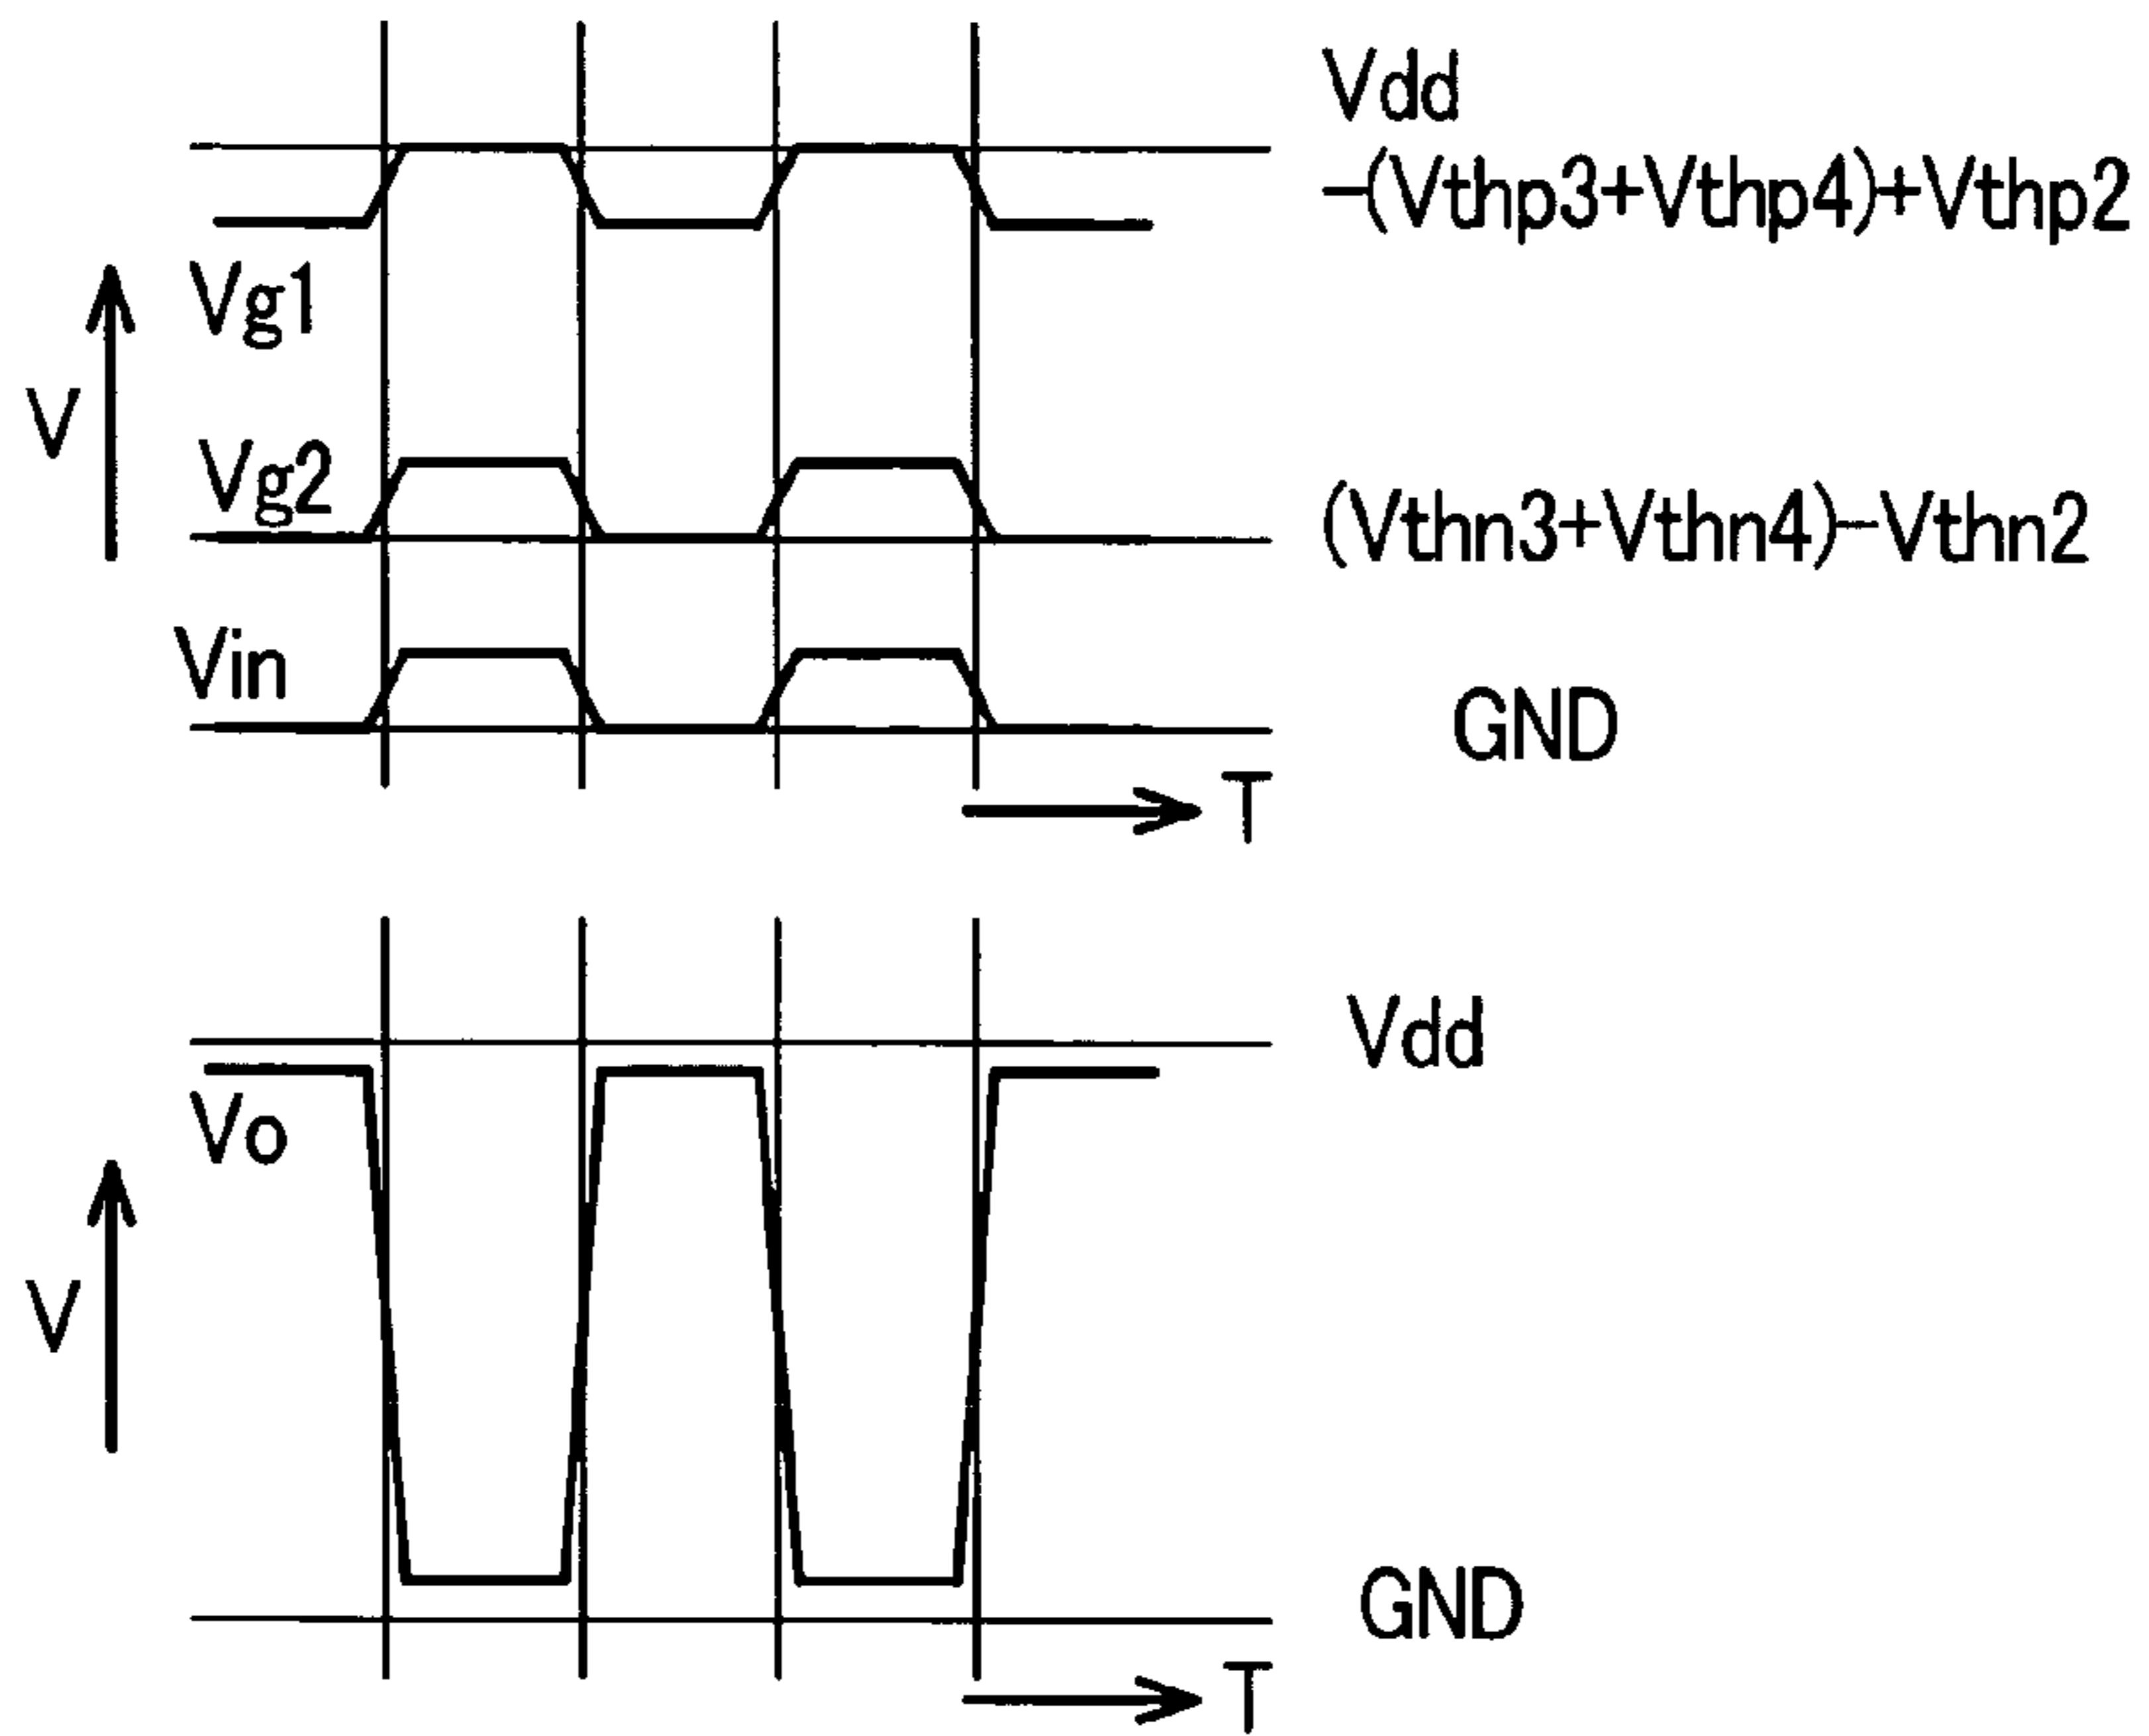 Vdd
-(Vthp3+Vthp4)+Vthp2
Vg1
V
Vg2
(Vthn3+Vthn4)-Vthn2
Vin
GND
T
Vdd
Vo
V
GND
T